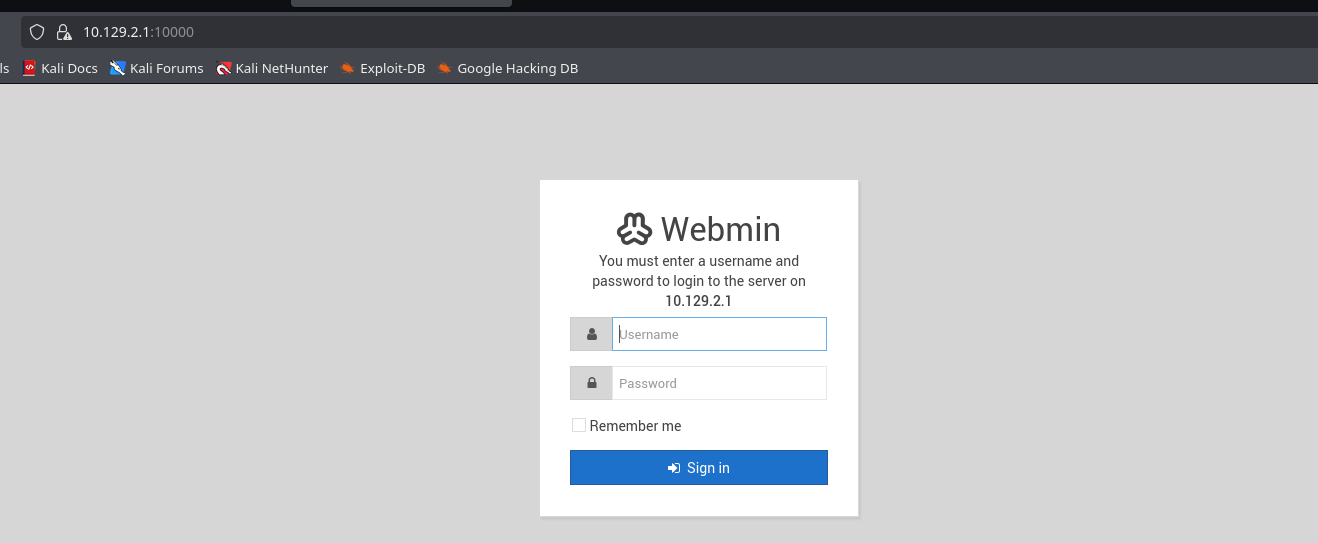 10.129.2.1:10000
ls Kali Docs Kali Forums Kali NetHunter Exploit-DB Google Hacking DB
Webmin
You must enter a username and
password to login to the server on
10.129.2.1
Username
Password
Remember me
Sign in